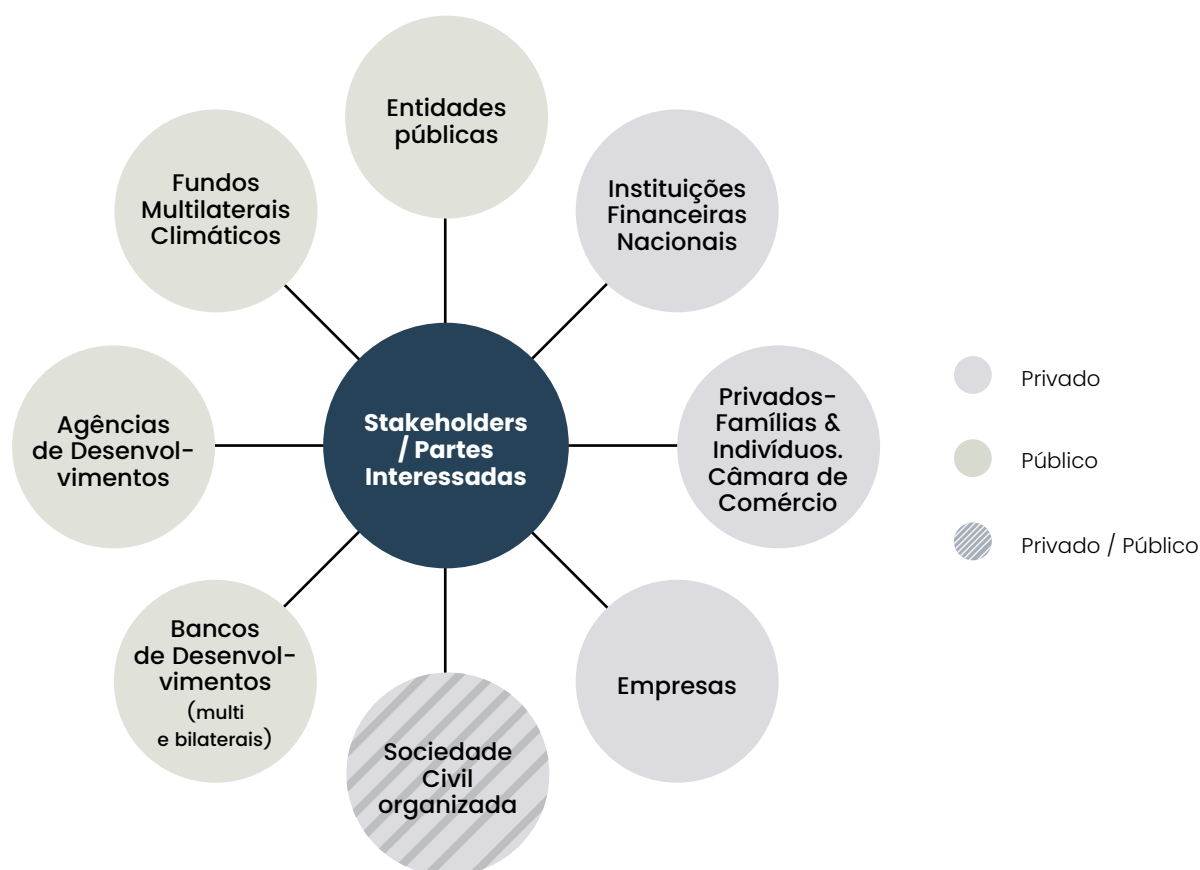 Entidades
públicas
Fundos
Multilaterais
Climáticos
Instituições
Financeiras
Nacionais
Agências
de Desenvol-
vimentos
Stakeholders
/ Partes
Interessadas
Privados-
Famílias &
Indivíduos.
Câmara de
Comércio
Bancos
de Desenvol-
vimentos
(multi
e bilaterais)
Sociedade
Civil
organizada
Empresas
Privado
Público
Privado / Público